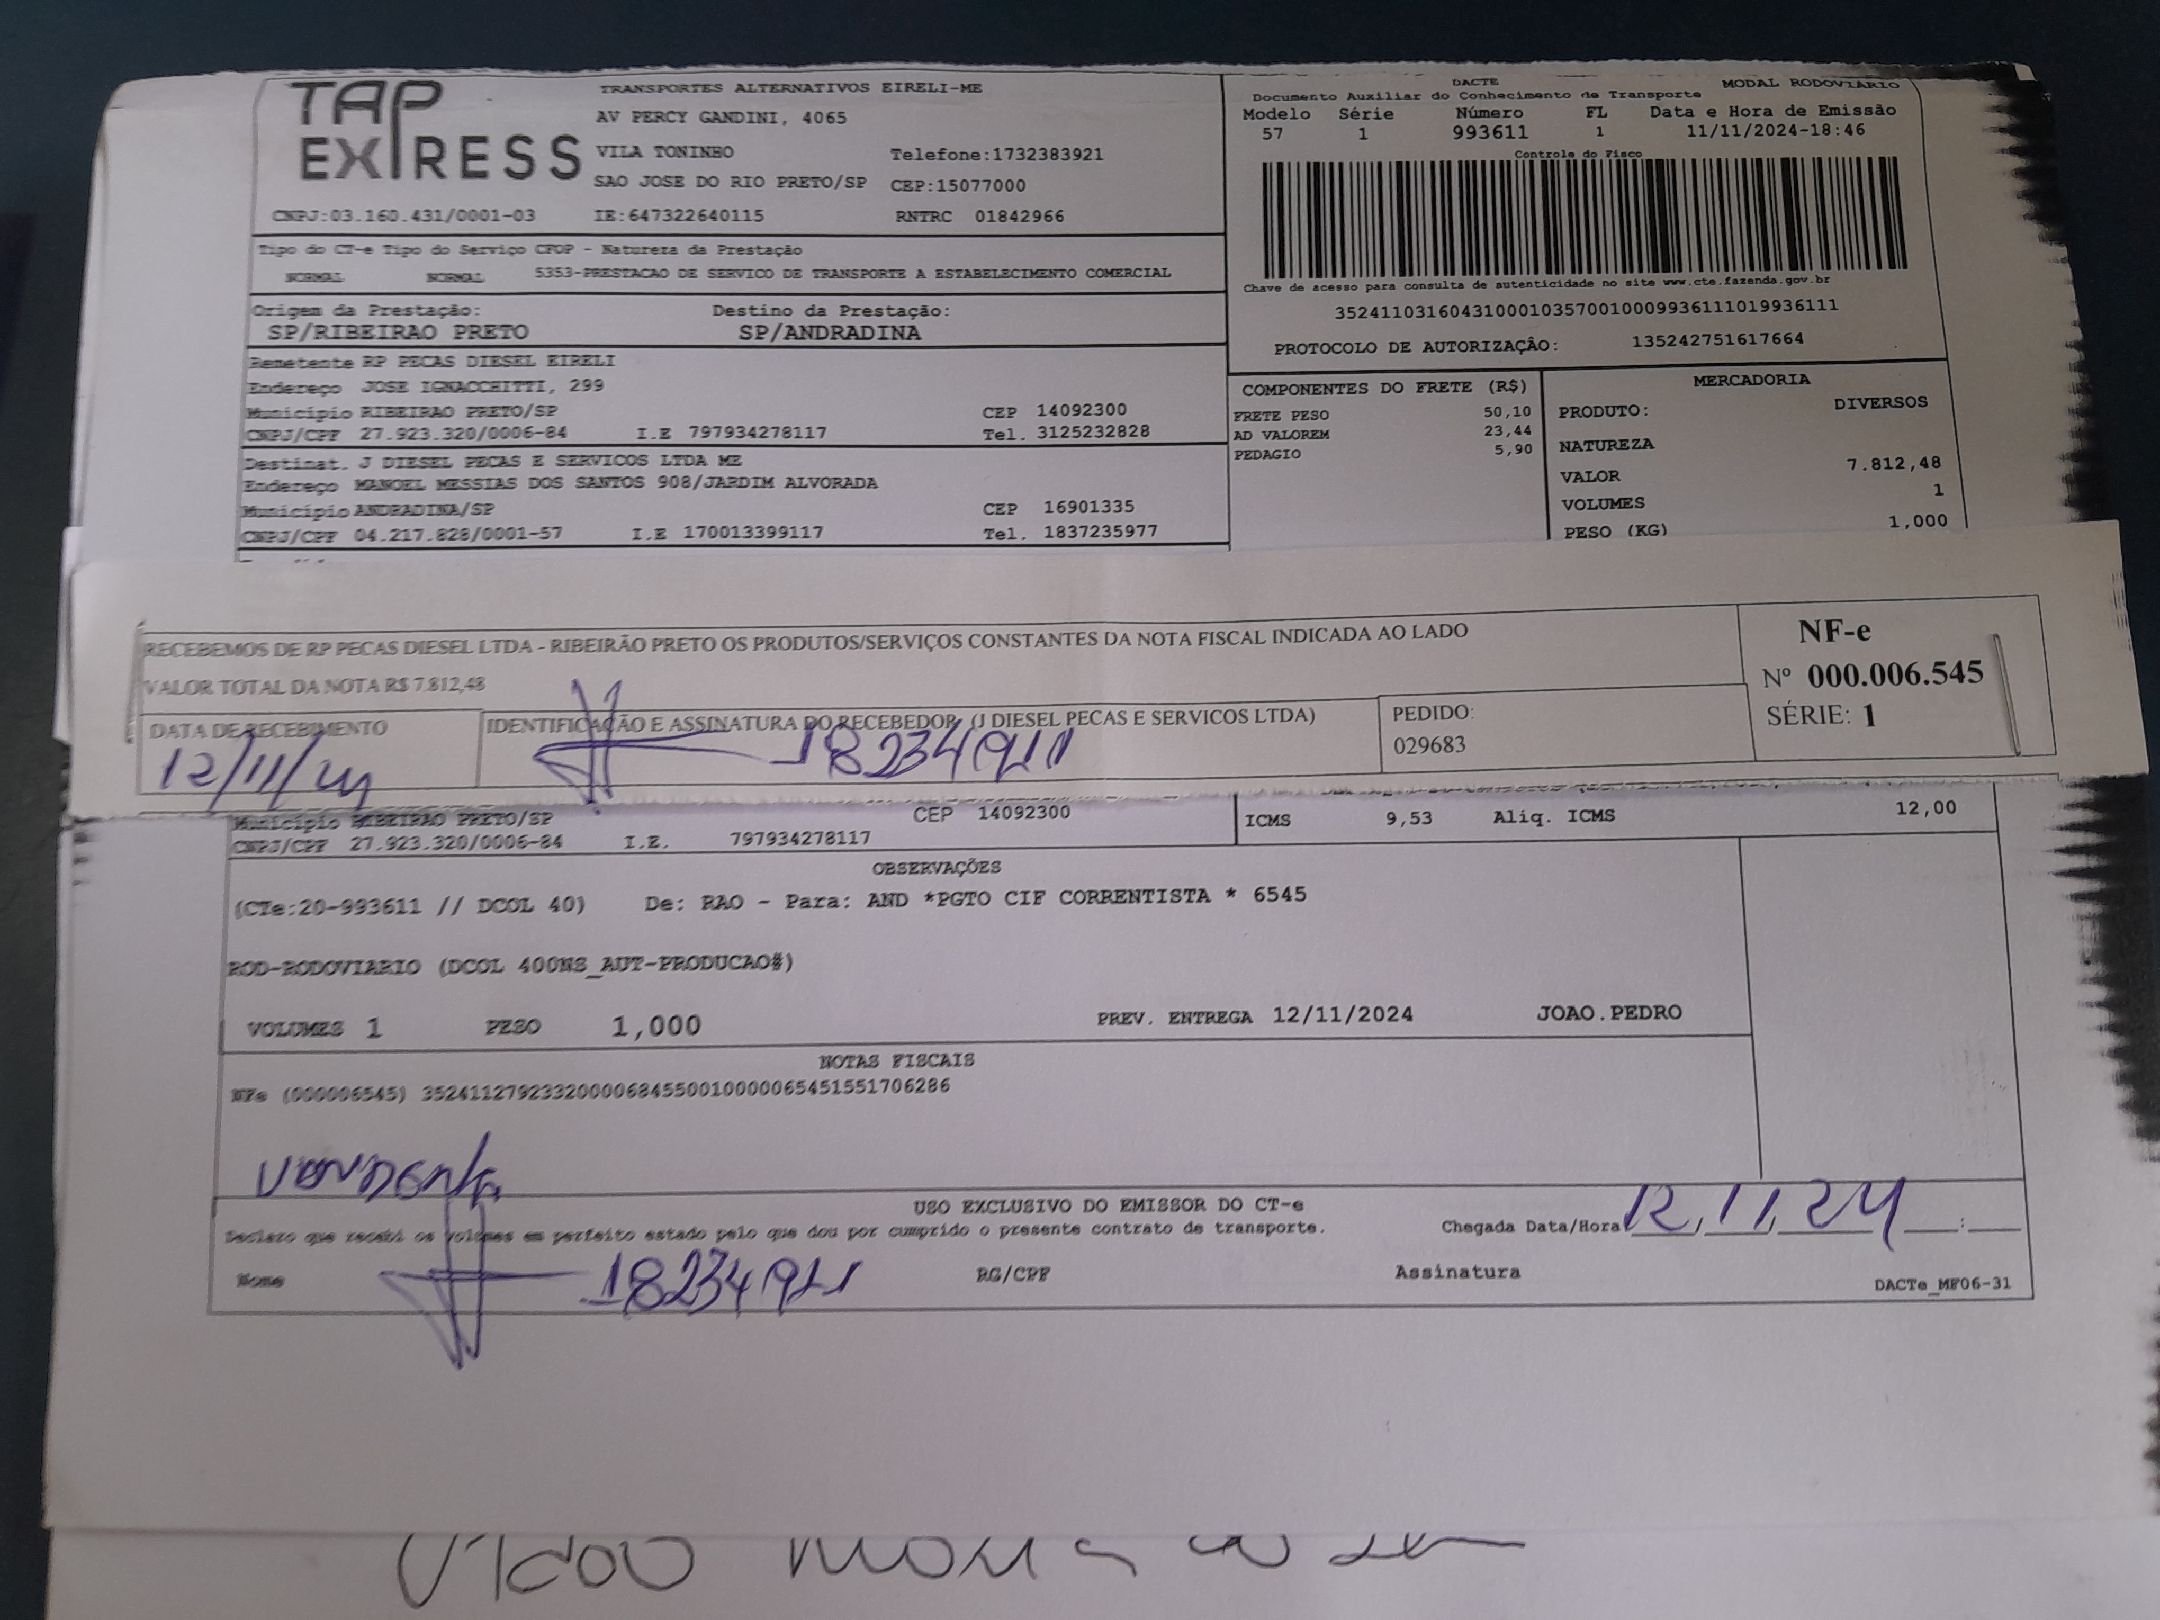 TAP EXPRESS
TRANSPORTES ALTERNATIVOS EIRELI-ME
AV PERCY GANDINI, 4065
VILA TONINHO Telefone:1732383921
SAO JOSE DO RIO PRETO/SP CEP:15077000
CNPJ:03.160.431/0001-03 IE:647322640115 RNTRC 01842966
DACTE MODAL RODOVIARIO
Documento Auxiliar do Conhecimento de Transporte
Modelo Série Número FL Data e Hora de Emissão
57 1 993611 1 11/11/2024-18:46
Controle do Fisco
Chave de acesso para consulta de autenticidade no site www.cte.fazenda.gov.br
35241103160431000103570010009936111019936111
PROTOCOLO DE AUTORIZAÇÃO: 135242751617664
Tipo do CT-e Tipo do Serviço CFOP - Natureza da Prestação
NORMAL NORMAL 5353-PRESTACAO DE SERVICO DE TRANSPORTE A ESTABELECIMENTO COMERCIAL
Origem da Prestação: Destino da Prestação:
SP/RIBEIRAO PRETO SP/ANDRADINA
Remetente RP PECAS DIESEL EIRELI
Endereço JOSE IGNACCHITTI, 299
Município RIBEIRAO PRETO/SP CEP 14092300
CNPJ/CPF 27.923.320/0006-84 I.E 797934278117 Tel. 3125232828
Destinat. J DIESEL PECAS E SERVICOS LTDA ME
Endereço MANOEL MESSIAS DOS SANTOS 908/JARDIM ALVORADA
Município ANDRADINA/SP CEP 16901335
CNPJ/CPF 04.217.828/0001-57 I.E 170013399117 Tel. 1837235977
COMPONENTES DO FRETE (R$)
FRETE PESO 50,10
AD VALOREM 23,44
PEDAGIO 5,90
MERCADORIA
PRODUTO: DIVERSOS
NATUREZA
VALOR 7.812,48
VOLUMES 1
PESO (KG) 1,000
RECEBEMOS DE RP PECAS DIESEL LTDA - RIBEIRÃO PRETO OS PRODUTOS/SERVIÇOS CONSTANTES DA NOTA FISCAL INDICADA AO LADO
VALOR TOTAL DA NOTA R$ 7.812,48
NF-e
Nº 000.006.545
SÉRIE: 1
DATA DE RECEBIMENTO
12/11/24
IDENTIFICAÇÃO E ASSINATURA DO RECEBEDOR (J DIESEL PECAS E SERVICOS LTDA)
PEDIDO:
029683
Município RIBEIRAO PRETO/SP CEP 14092300
CNPJ/CPF 27.923.320/0006-84 I.E. 797934278117
ICMS 9,53 Aliq. ICMS 12,00
OBSERVAÇÕES
(CTe:20-993611 // DCOL 40) De: RAO - Para: AND *PGTO CIF CORRENTISTA * 6545
ROD-RODOVIARIO (DCOL 400NS_AUT-PRODUCAO#)
VOLUMES 1 PESO 1,000 PREV. ENTREGA 12/11/2024 JOAO.PEDRO
NOTAS FISCAIS
NFe (000006545) 35241127923320000684550010000065451551706286
USO EXCLUSIVO DO EMISSOR DO CT-e
Declaro que recebi os volumes em perfeito estado pelo que dou por cumprido o presente contrato de transporte.
Chegada Data/Hora 12, 11, 24 :
Nome RG/CPF Assinatura
DACTe_MF06-31